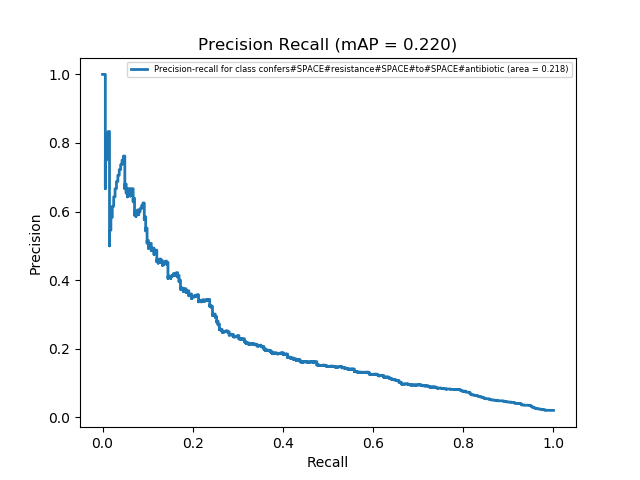 Precision Recall (mAP = 0.220)
Precision-recall for class confers#SPACE#resistance#SPACE#to#SPACE#antibiotic (area = 0.218)
1.0
0.8
0.6
0.4
0.2
0.0
Precision
0.0 0.2 0.4 0.6 0.8 1.0
Recall